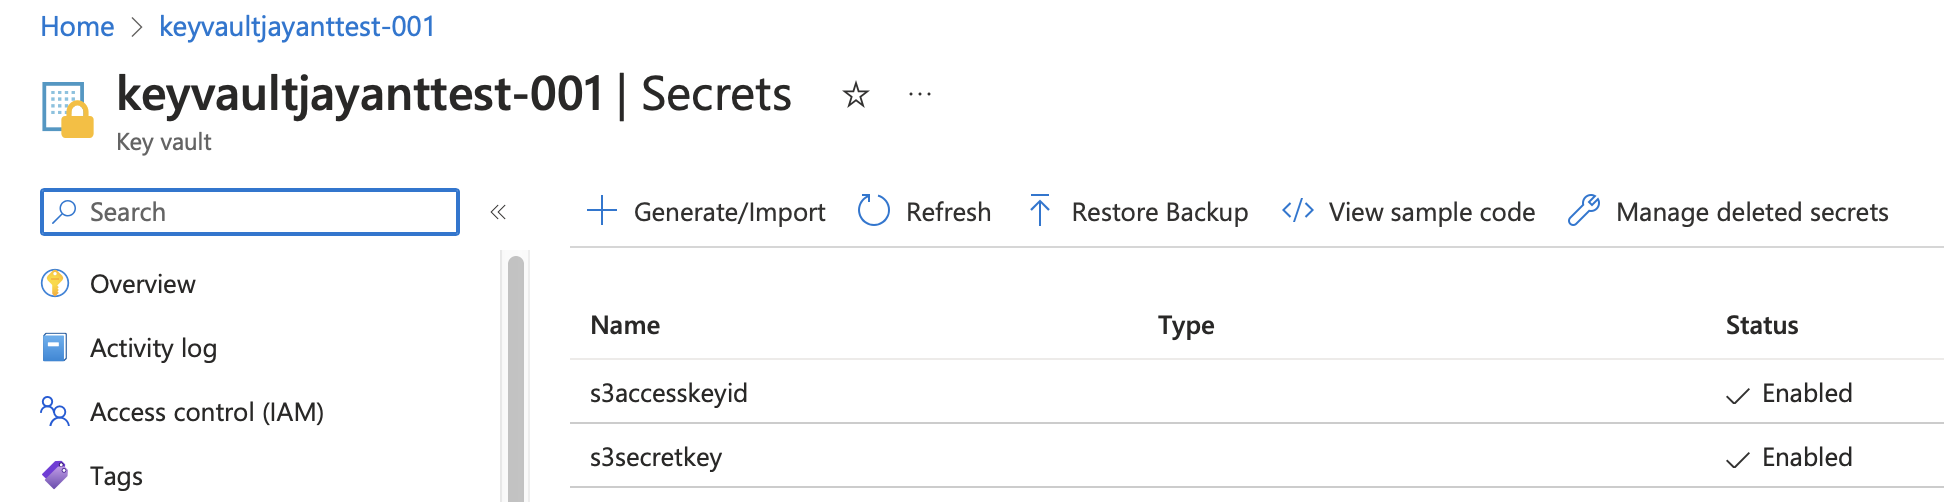 Home > keyvaultjayanttest-001
keyvaultjayanttest-001 | Secrets
Key vault
Search
Generate/Import Refresh Restore Backup View sample code Manage deleted secrets
Overview
Activity log
Access control (IAM)
Tags
Name Type Status
s3accesskeyid Enabled
s3secretkey Enabled